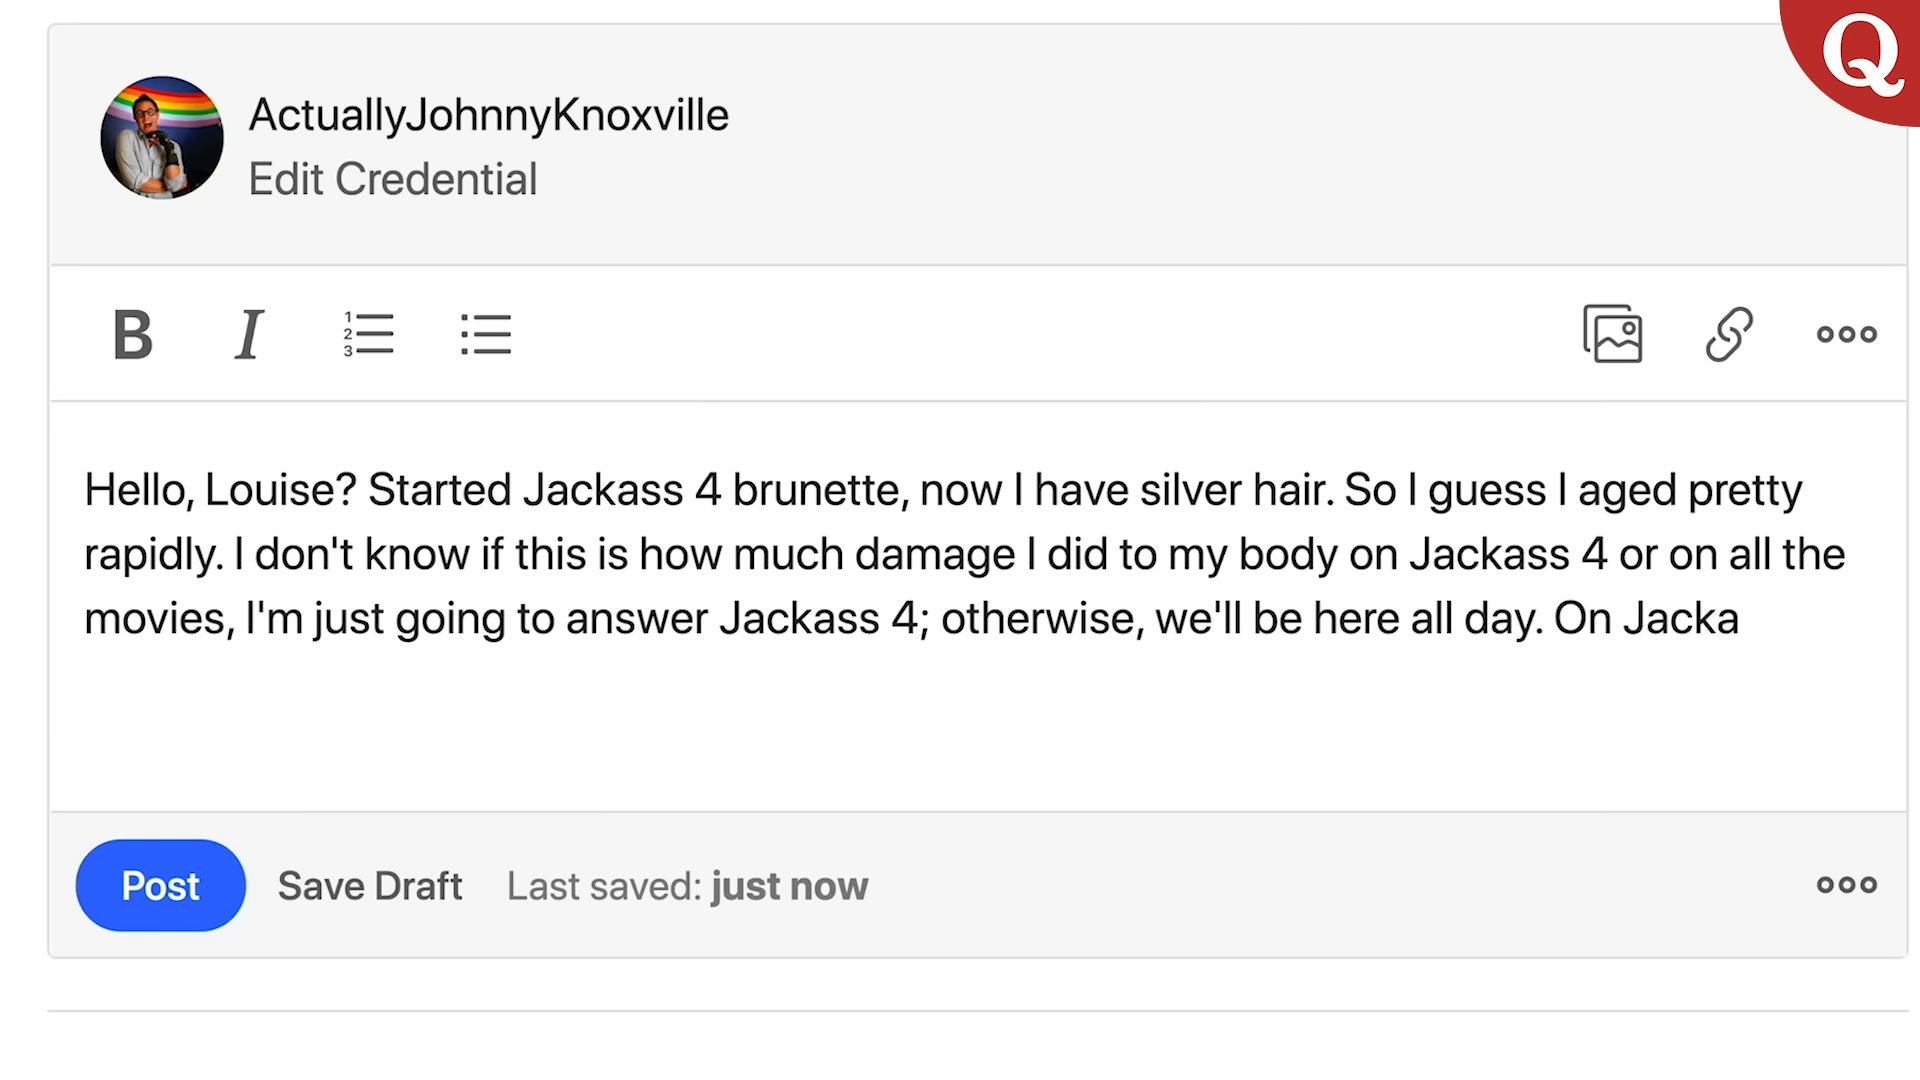 Q
ActuallyJohnnyKnoxville
Edit Credential
B I 1 2 3
Hello, Louise? Started Jackass 4 brunette, now I have silver hair. So I guess I aged pretty
rapidly. I don't know if this is how much damage I did to my body on Jackass 4 or on all the
movies, I'm just going to answer Jackass 4; otherwise, we'll be here all day. On Jacka
Post Save Draft Last saved: just now